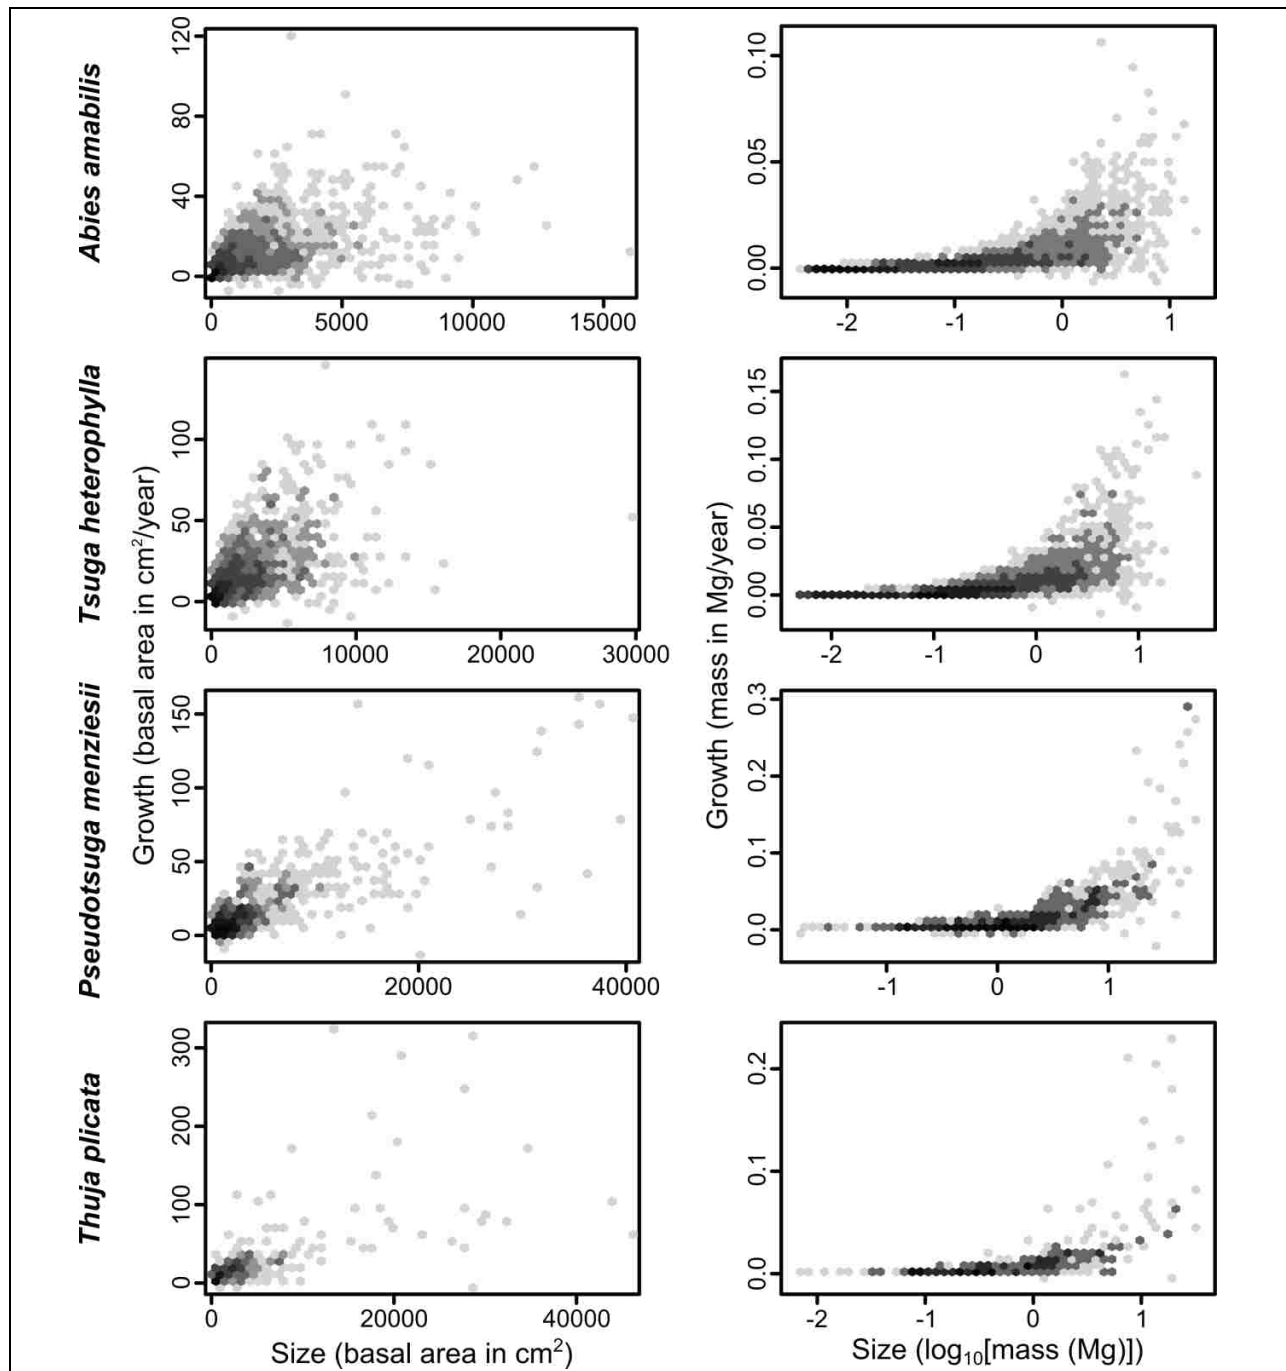 Abies amabilis
120
80
40
0
0 5000 10000 15000
0.10
0.05
0.00
-2 -1 0 1
Tsuga heterophylla
100
50
0
0 10000 20000 30000
0.15
0.10
0.05
0.00
-2 -1 0 1
Growth (basal area in cm²/year)
Growth (mass in Mg/year)
Pseudotsuga menziesii
150
100
50
0
0 20000 40000
0.3
0.2
0.1
0.0
-1 0 1
Thuja plicata
300
200
100
0
0 20000 40000
0.2
0.1
0.0
-2 -1 0 1
Size (basal area in cm²)
Size (log₁₀[mass (Mg)])